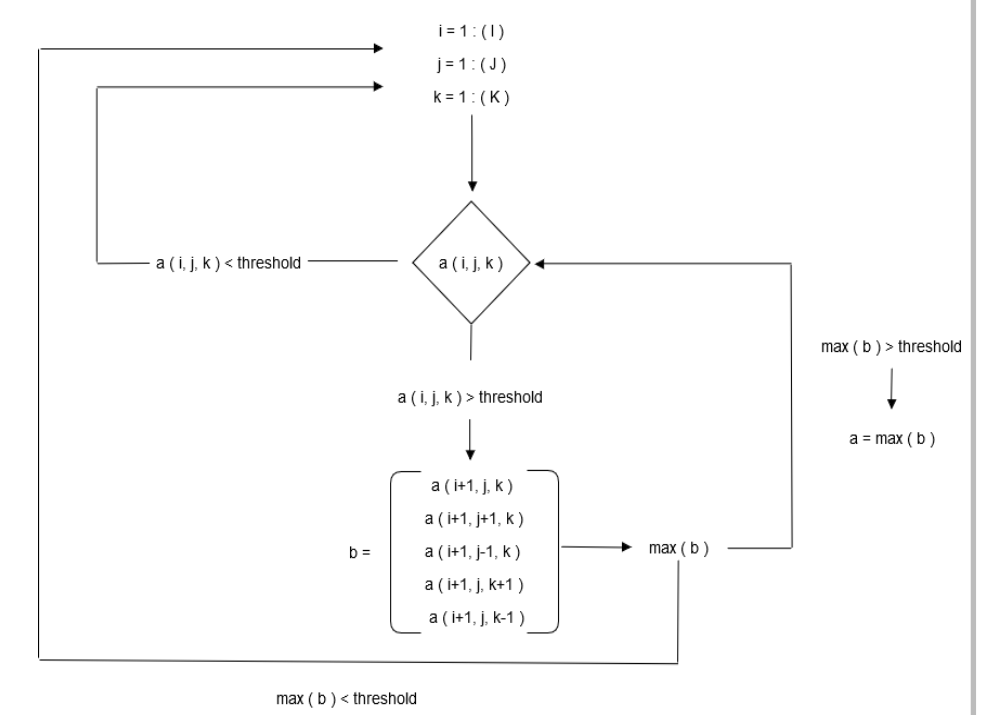 i = 1 : ( I )
j = 1 : ( J )
k = 1 : ( K )
a ( i, j, k ) < threshold
a ( i, j, k )
max ( b ) > threshold
a = max ( b )
a ( i, j, k ) > threshold
b =
a ( i+1, j, k )
a ( i+1, j+1, k )
a ( i+1, j-1, k )
a ( i+1, j, k+1 )
a ( i+1, j, k-1 )
max ( b )
max ( b ) < threshold